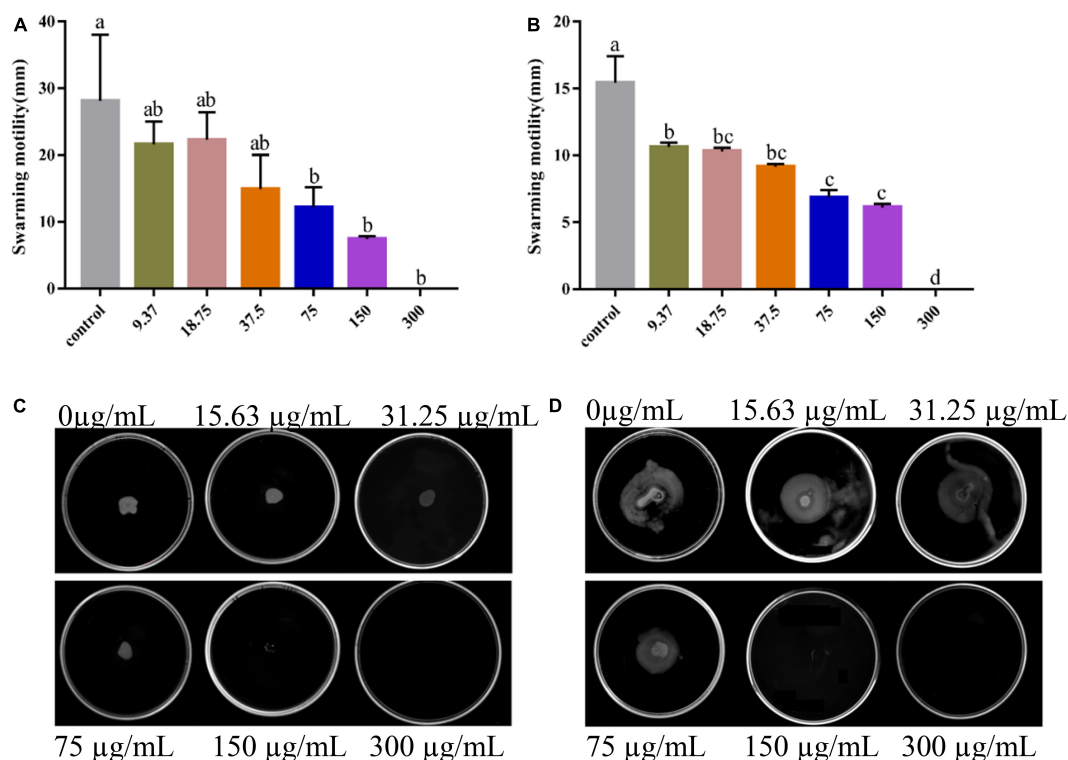 A
Swarming motility(mm)
40
30
20
10
0
a
ab
ab
ab
b
b
b
control
9.37
18.75
37.5
75
150
300
B
Swarming motility(mm)
20
15
10
5
0
a
b
bc
bc
c
c
d
control
9.37
18.75
37.5
75
150
300
C
0µg/mL 15.63 µg/mL 31.25 µg/mL
75 µg/mL 150 µg/mL 300 µg/mL
D
0µg/mL 15.63 µg/mL 31.25 µg/mL
75 µg/mL 150 µg/mL 300 µg/mL